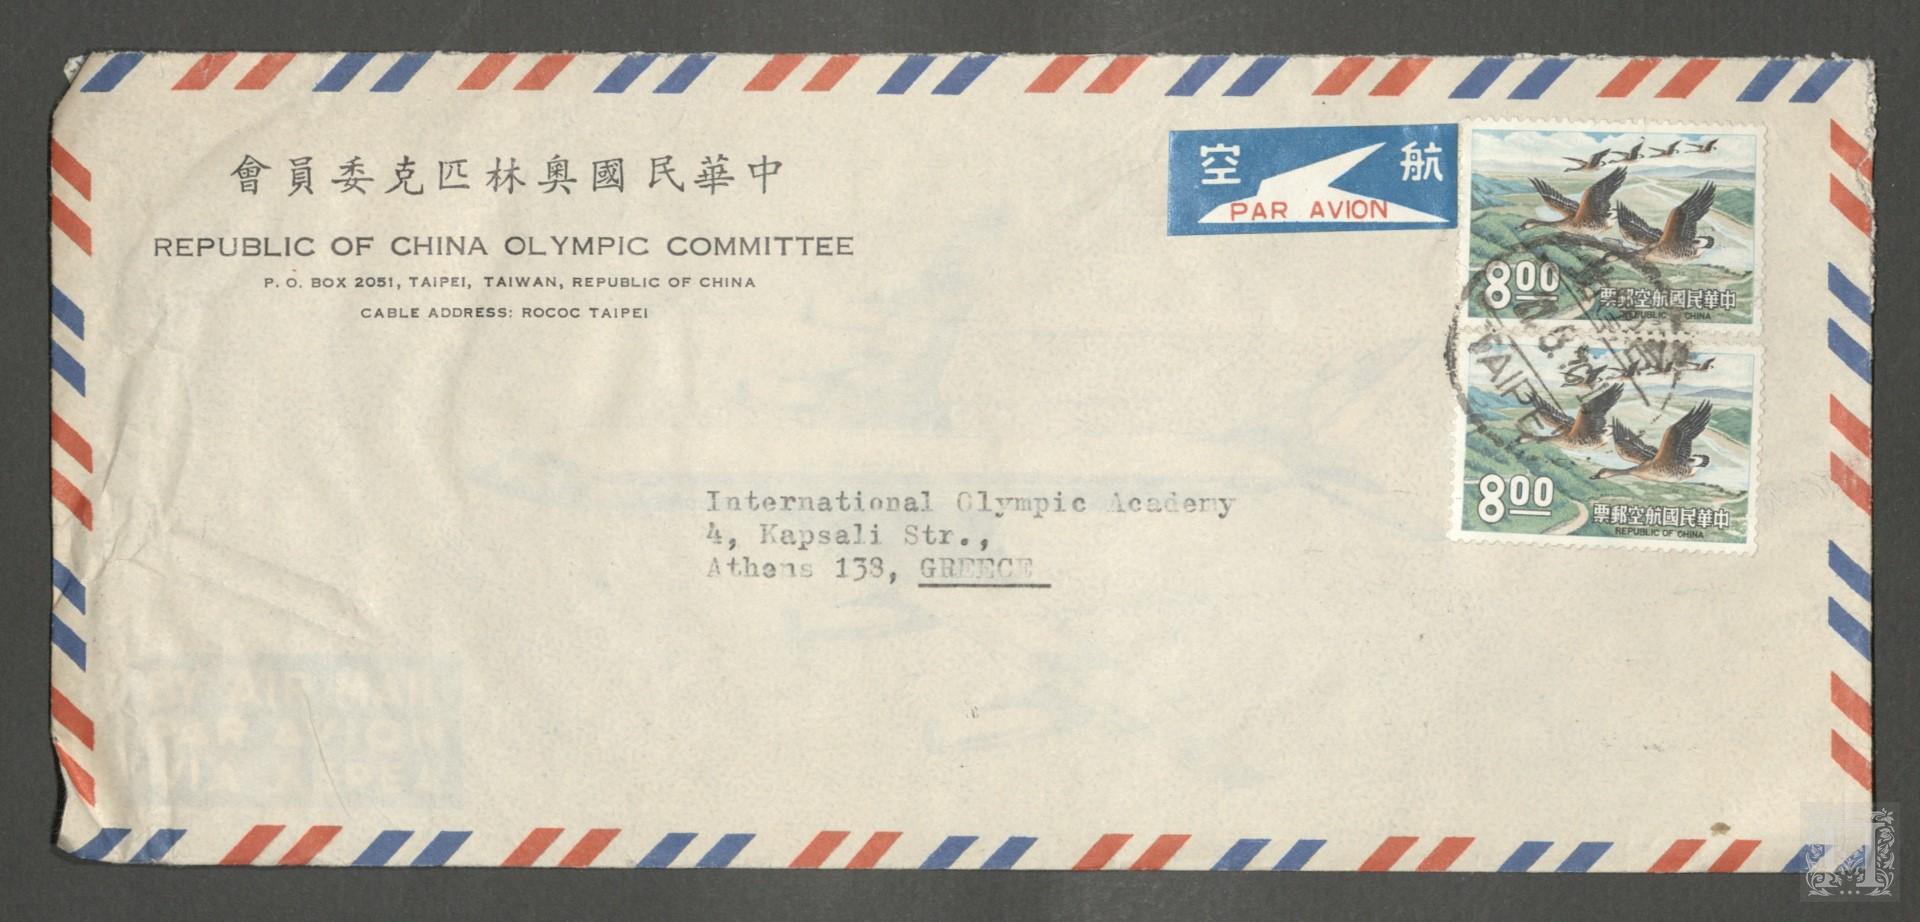 中華民國奧林匹克委員會
REPUBLIC OF CHINA OLYMPIC COMMITTEE
P. O. BOX 2051, TAIPEI, TAIWAN, REPUBLIC OF CHINA
CABLE ADDRESS: ROCOC TAIPEI
航空
PAR AVION
8.00
中華民國航空郵票
REPUBLIC OF CHINA
TAIPEI
8.00
中華民國航空郵票
REPUBLIC OF CHINA
International Olympic Academy
4, Kapsali Str.,
Athens 138, GREECE